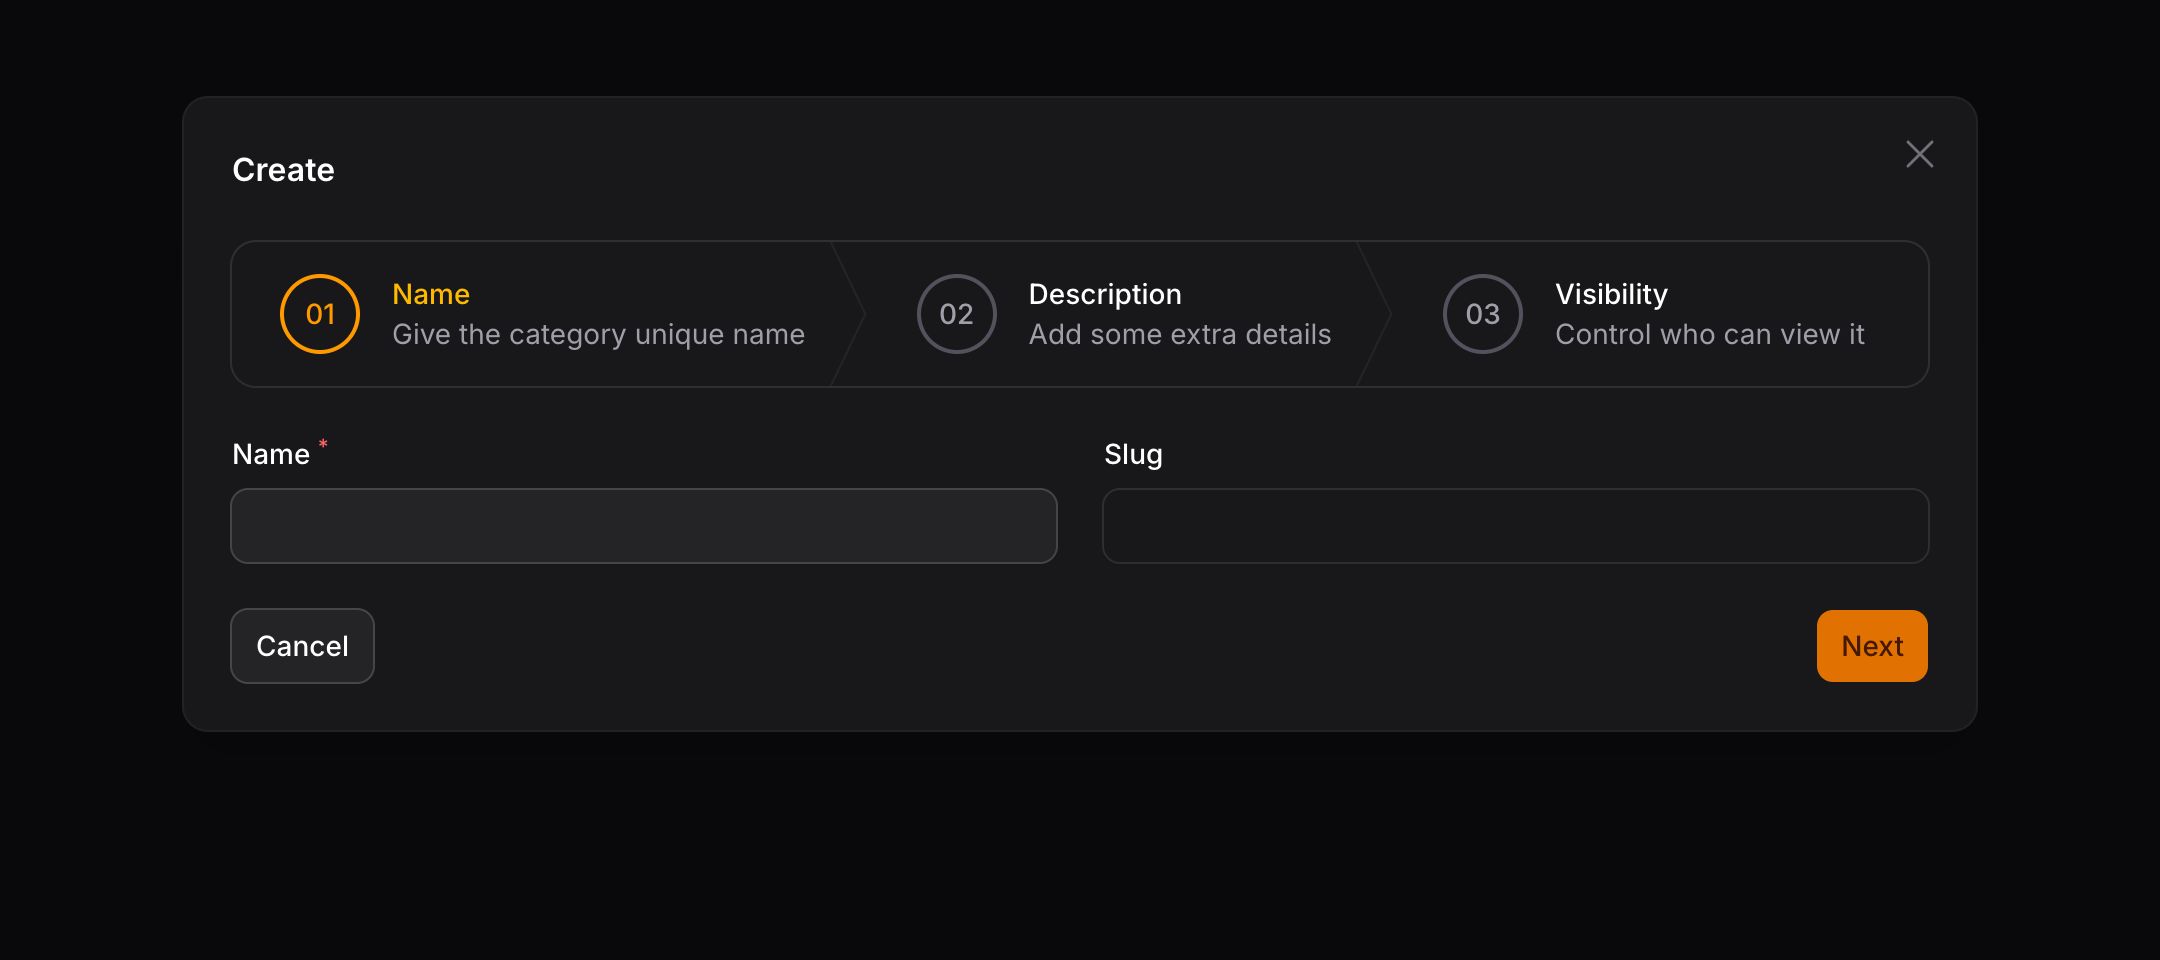 Create
01
Name
Give the category unique name
02
Description
Add some extra details
03
Visibility
Control who can view it
Name *
Slug
Cancel
Next